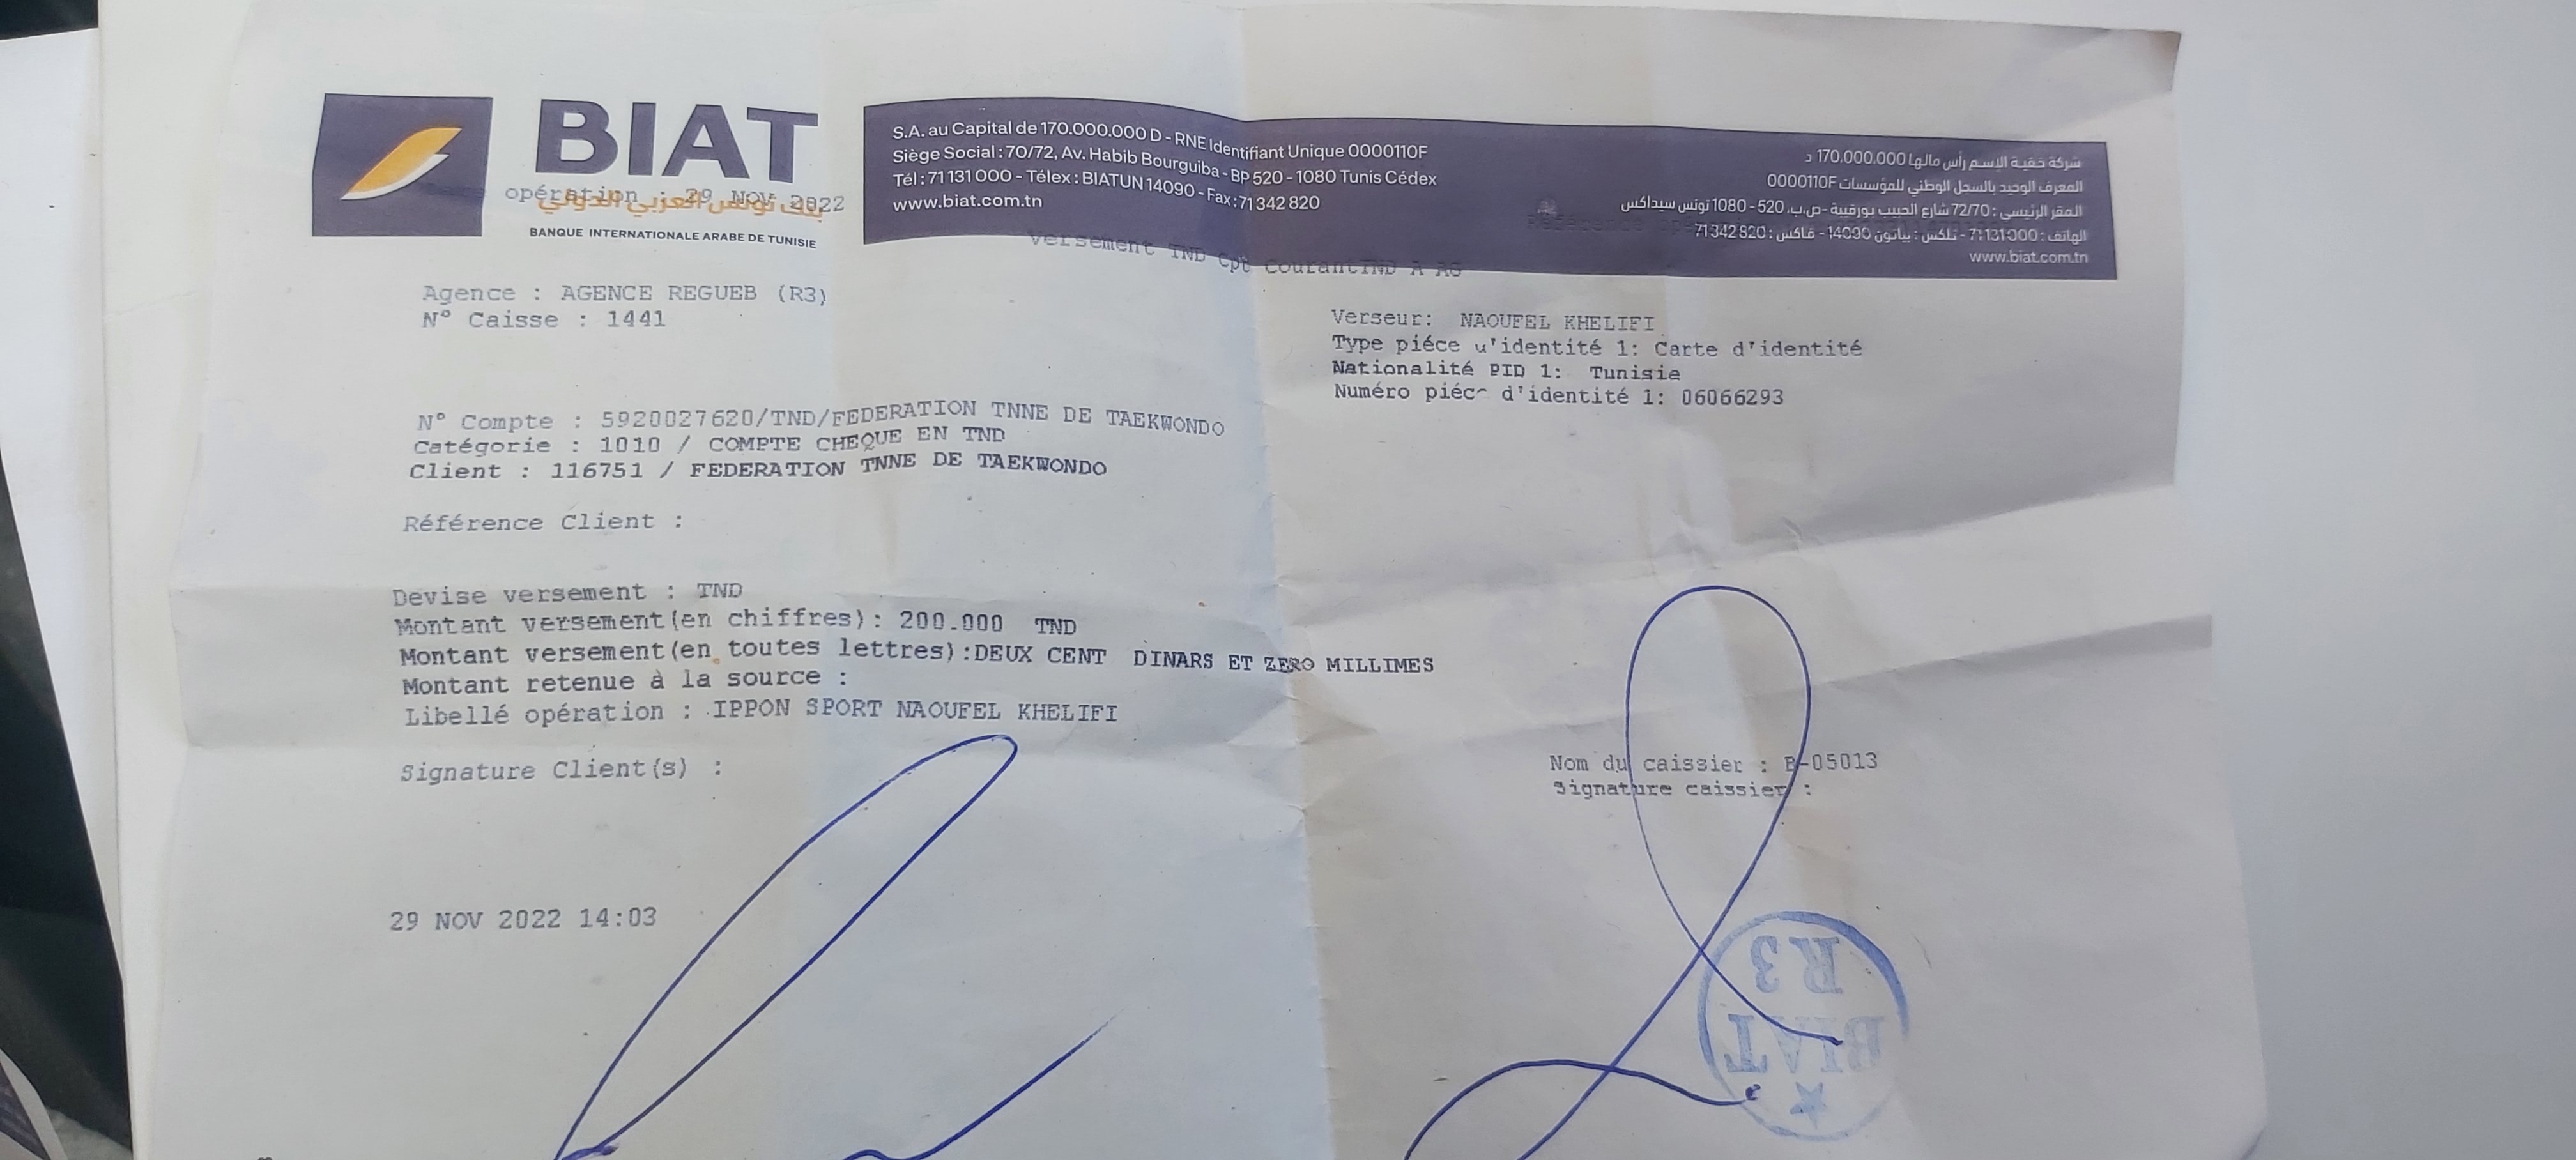 BIAT
بنك تونس العربي الدولي
BANQUE INTERNATIONALE ARABE DE TUNISIE
opération : 29 NOV 2022
S.A. au Capital de 170.000.000 D - RNE Identifiant Unique 0000110F
Siège Social : 70/72, Av. Habib Bourguiba - BP 520 - 1080 Tunis Cédex
Tél : 71 131 000 - Télex : BIATUN 14090 - Fax : 71 342 820
www.biat.com.tn
شركة خفية الإسم رأس مالها 170.000.000 د
المعرف الوحيد بالسجل الوطني للمؤسسات 0000110F
المقر الرئيسي : 72/70 شارع الحبيب بورقيبة -ص.ب. 520 - 1080 تونس سيداكس
الهاتف : 71131000 - تلكس : بياتون 14090 - فاكس : 71342820
www.biat.com.tn
Versement TND Cpt CourantTND A AG
Agence : AGENCE REGUEB (R3)
N° Caisse : 1441
Verseur: NAOUFEL KHELIFI
Type piéce d'identité 1: Carte d'identité
Nationalité PID 1: Tunisie
Numéro piéce d'identité 1: 06066293
N° Compte : 5920027620/TND/FEDERATION TNNE DE TAEKWONDO
Catégorie : 1010 / COMPTE CHEQUE EN TND
Client : 116751 / FEDERATION TNNE DE TAEKWONDO
Référence Client :
Devise versement : TND
Montant versement(en chiffres): 200.000 TND
Montant versement(en toutes lettres):DEUX CENT DINARS ET ZERO MILLIMES
Montant retenue à la source :
Libellé opération : IPPON SPORT NAOUFEL KHELIFI
Signature Client(s) :
Nom du caissier : B-05013
Signature caissier :
29 NOV 2022 14:03
BIAT
R3